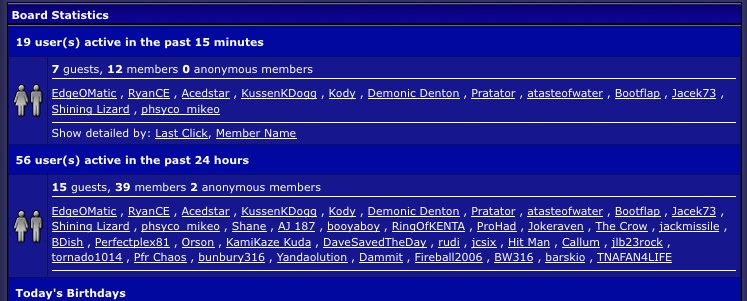 Board Statistics
19 user(s) active in the past 15 minutes
7 guests, 12 members 0 anonymous members
EdgeOMatic , RyanCE , Acedstar , KussenKDogg , Kody , Demonic Denton , Pratator , atasteofwater , Bootflap , Jacek73 ,
Shining Lizard , phsyco_mikeo
Show detailed by: Last Click, Member Name
56 user(s) active in the past 24 hours
15 guests, 39 members 2 anonymous members
EdgeOMatic , RyanCE , Acedstar , KussenKDogg , Kody , Demonic Denton , Pratator , atasteofwater , Bootflap , Jacek73 ,
Shining Lizard , phsyco_mikeo , Shane , AJ 187 , booyaboy , RingOfKENTA , ProHad , Jokeraven , The Crow , jackmissile ,
BDish , Perfectplex81 , Orson , KamiKaze Kuda , DaveSavedTheDay , rudi , jcsix , Hit Man , Callum , jlb23rock ,
tornado1014 , Pfr Chaos , bunbury316 , Yandaolution , Dammit , Fireball2006 , BW316 , barskio , TNAFAN4LIFE
Today's Birthdays